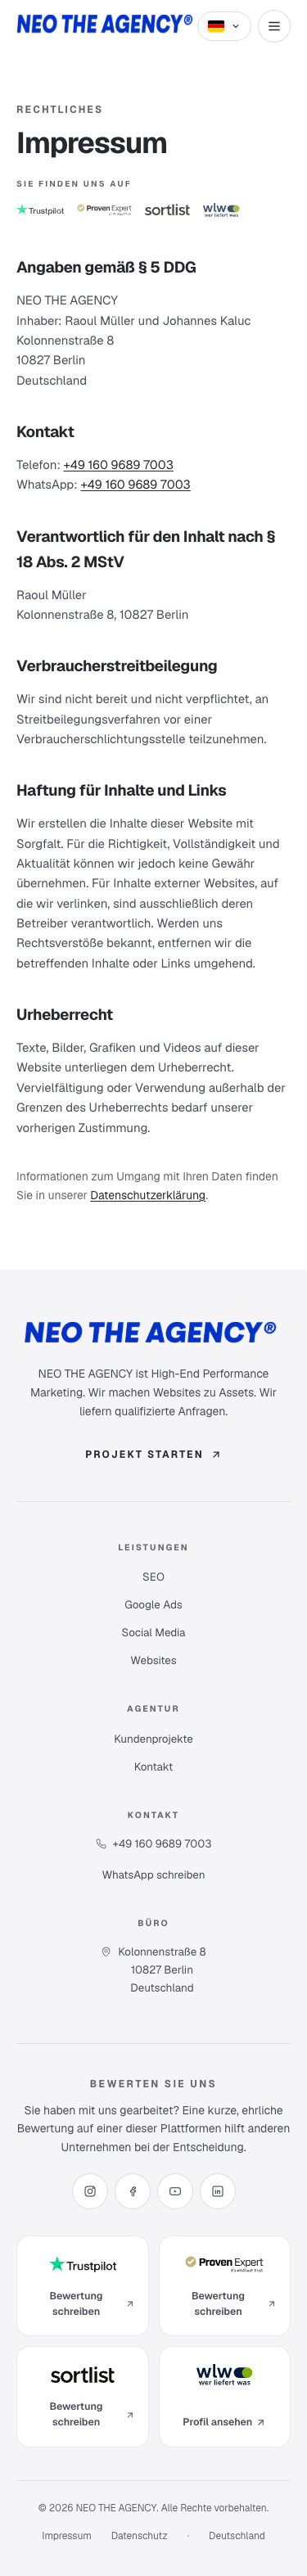 NEO THE AGENCY®
RECHTLICHES
Impressum
SIE FINDEN UNS AUF
Trustpilot
Proven Expert
sortlist
wlw
wer liefert was
Angaben gemäß § 5 DDG
NEO THE AGENCY
Inhaber: Raoul Müller und Johannes Kaluc
Kolonnenstraße 8
10827 Berlin
Deutschland
Kontakt
Telefon: +49 160 9689 7003
WhatsApp: +49 160 9689 7003
Verantwortlich für den Inhalt nach §
18 Abs. 2 MStV
Raoul Müller
Kolonnenstraße 8, 10827 Berlin
Verbraucherstreitbeilegung
Wir sind nicht bereit und nicht verpflichtet, an
Streitbeilegungsverfahren vor einer
Verbraucherschlichtungsstelle teilzunehmen.
Haftung für Inhalte und Links
Wir erstellen die Inhalte dieser Website mit
Sorgfalt. Für die Richtigkeit, Vollständigkeit und
Aktualität können wir jedoch keine Gewähr
übernehmen. Für Inhalte externer Websites, auf
die wir verlinken, sind ausschließlich deren
Betreiber verantwortlich. Werden uns
Rechtsverstöße bekannt, entfernen wir die
betreffenden Inhalte oder Links umgehend.
Urheberrecht
Texte, Bilder, Grafiken und Videos auf dieser
Website unterliegen dem Urheberrecht.
Vervielfältigung oder Verwendung außerhalb der
Grenzen des Urheberrechts bedarf unserer
vorherigen Zustimmung.
Informationen zum Umgang mit Ihren Daten finden
Sie in unserer Datenschutzerklärung.
NEO THE AGENCY®
NEO THE AGENCY ist High-End Performance
Marketing. Wir machen Websites zu Assets. Wir
liefern qualifizierte Anfragen.
PROJEKT STARTEN
LEISTUNGEN
SEO
Google Ads
Social Media
Websites
AGENTUR
Kundenprojekte
Kontakt
KONTAKT
+49 160 9689 7003
WhatsApp schreiben
BÜRO
Kolonnenstraße 8
10827 Berlin
Deutschland
BEWERTEN SIE UNS
Sie haben mit uns gearbeitet? Eine kurze, ehrliche
Bewertung auf einer dieser Plattformen hilft anderen
Unternehmen bei der Entscheidung.
Trustpilot
Bewertung
schreiben
Proven Expert
Bewertung
schreiben
sortlist
Bewertung
schreiben
wlw
wer liefert was
Profil ansehen
© 2026 NEO THE AGENCY. Alle Rechte vorbehalten.
Impressum Datenschutz · Deutschland